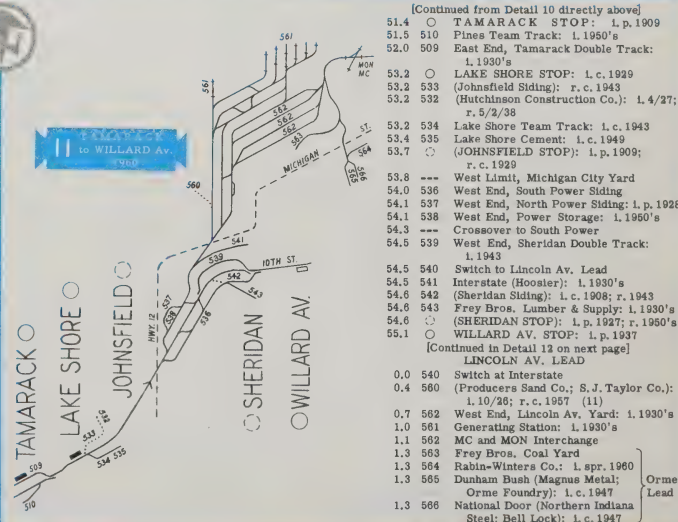 [Continued from Detail 10 directly above]
51.4 ○ TAMARACK STOP: i. p. 1909
51.5 510 Pines Team Track: i. 1950's
52.0 509 East End, Tamarack Double Track:
i. 1930's
53.2 ○ LAKE SHORE STOP: i. c. 1929
53.2 533 (Johnsfield Siding): r. c. 1943
53.2 532 (Hutchinson Construction Co.): i. 4/27;
r. 5/2/38
53.2 534 Lake Shore Team Track: i. c. 1943
53.4 535 Lake Shore Cement: i. c. 1949
53.7 (JOHNSFIELD STOP): i. p. 1909;
r. c. 1929
53.8 --- West Limit, Michigan City Yard
54.0 536 West End, South Power Siding
54.1 537 West End, North Power Siding: i. p. 1928
54.1 538 West End, Power Storage: i. 1950's
54.3 --- Crossover to South Power
54.5 539 West End, Sheridan Double Track:
i. 1943
54.5 540 Switch to Lincoln Av. Lead
54.5 541 Interstate (Hoosier): i. 1930's
54.6 542 (Sheridan Siding): i. c. 1908; r. 1943
54.6 543 Frey Bros. Lumber & Supply: i. 1930's
54.6 (SHERIDAN STOP): i. p. 1927; r. 1950's
55.1 ○ WILLARD AV. STOP: i. p. 1937
[Continued in Detail 12 on next page]
LINCOLN AV. LEAD
0.0 540 Switch at Interstate
0.4 560 (Producers Sand Co.; S. J. Taylor Co.):
i. 10/26; r. c. 1957 (11)
0.7 562 West End, Lincoln Av. Yard: i. 1930's
1.0 561 Generating Station: i. 1930's
1.1 562 MC and MON Interchange
1.3 563 Frey Bros. Coal Yard
1.3 564 Rabin-Winters Co.: i. spr. 1960
1.3 565 Dunham Bush (Magnus Metal;
Orme Foundry): i. c. 1947
1.3 566 National Door (Northern Indiana
Steel; Bell Lock): i. c. 1947
Orme
Lead
11 TAMARACK
to WILLARD Av.
1960
561
561
MON
MC
562
562
562
563
564
565
566
MICHIGAN ST.
560
541
539
10TH ST.
542
543
537
538
536
HWY. 12
TAMARACK ○
LAKE SHORE ○
JOHNSFIELD
SHERIDAN
○ WILLARD AV.
532
533
534 535
509
510